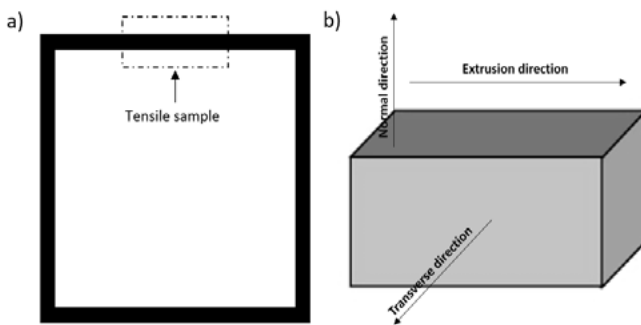 a)
Tensile sample
b)
Normal direction
Extrusion direction
Transverse direction